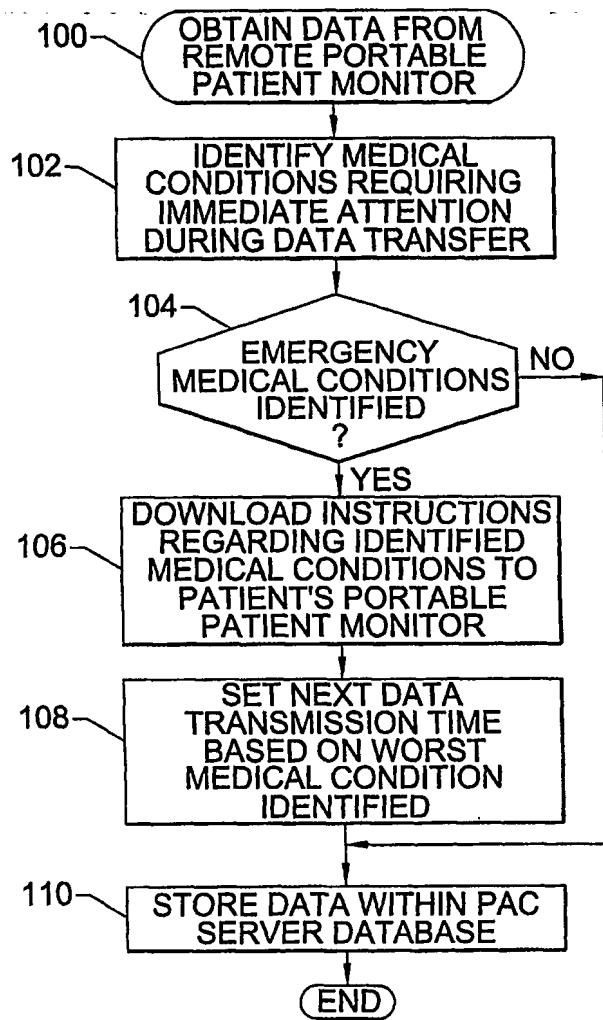 100
OBTAIN DATA FROM
REMOTE PORTABLE
PATIENT MONITOR
102
IDENTIFY MEDICAL
CONDITIONS REQUIRING
IMMEDIATE ATTENTION
DURING DATA TRANSFER
104
EMERGENCY
MEDICAL CONDITIONS
IDENTIFIED
?
NO
YES
106
DOWNLOAD INSTRUCTIONS
REGARDING IDENTIFIED
MEDICAL CONDITIONS TO
PATIENT'S PORTABLE
PATIENT MONITOR
108
SET NEXT DATA
TRANSMISSION TIME
BASED ON WORST
MEDICAL CONDITION
IDENTIFIED
110
STORE DATA WITHIN PAC
SERVER DATABASE
END